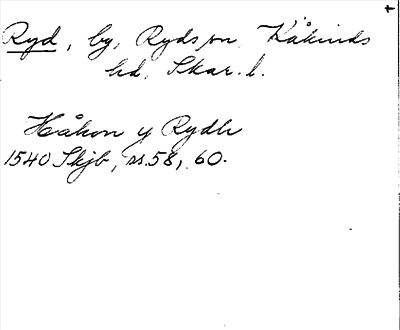 Ryd, by, Ryds sn, Kåkinds
hd, Skar. l.
Håkon y Rydh
1540 Skjb, ss. 58, 60.